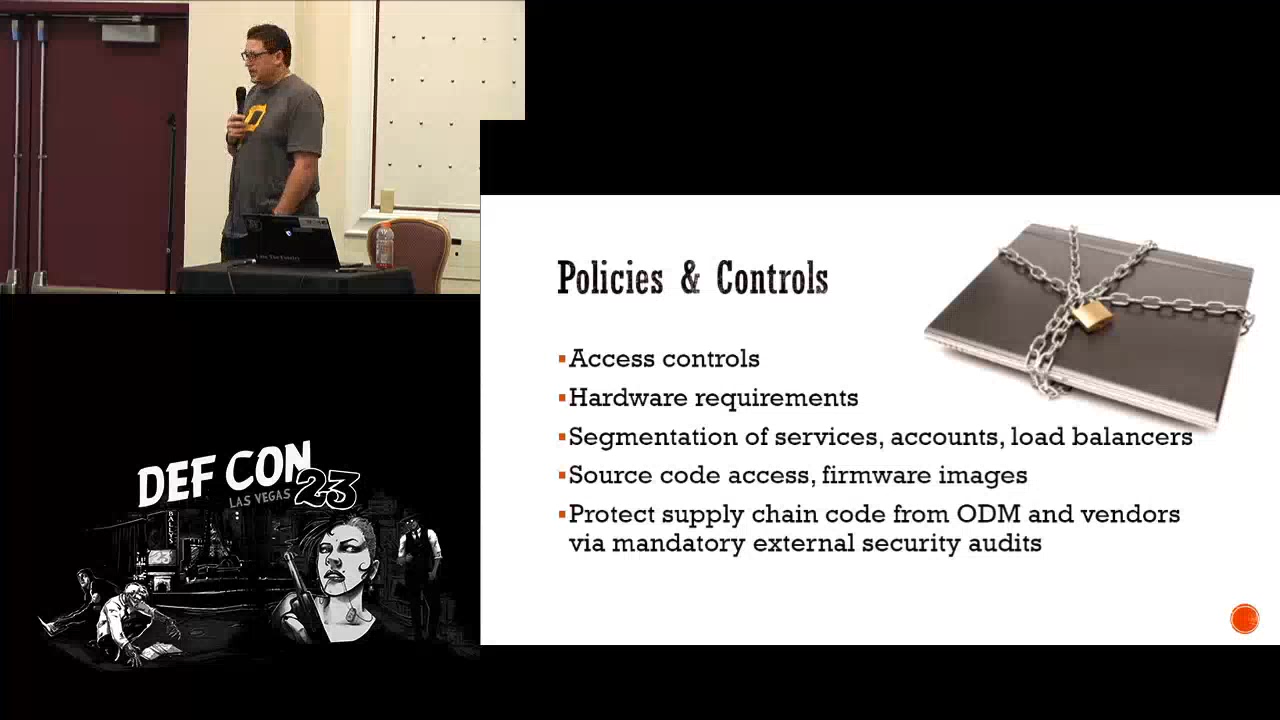 Policies & Controls
▪Access controls
▪Hardware requirements
▪Segmentation of services, accounts, load balancers
▪Source code access, firmware images
▪Protect supply chain code from ODM and vendors
via mandatory external security audits
DEF CON
LAS VEGAS 23
BALLYS